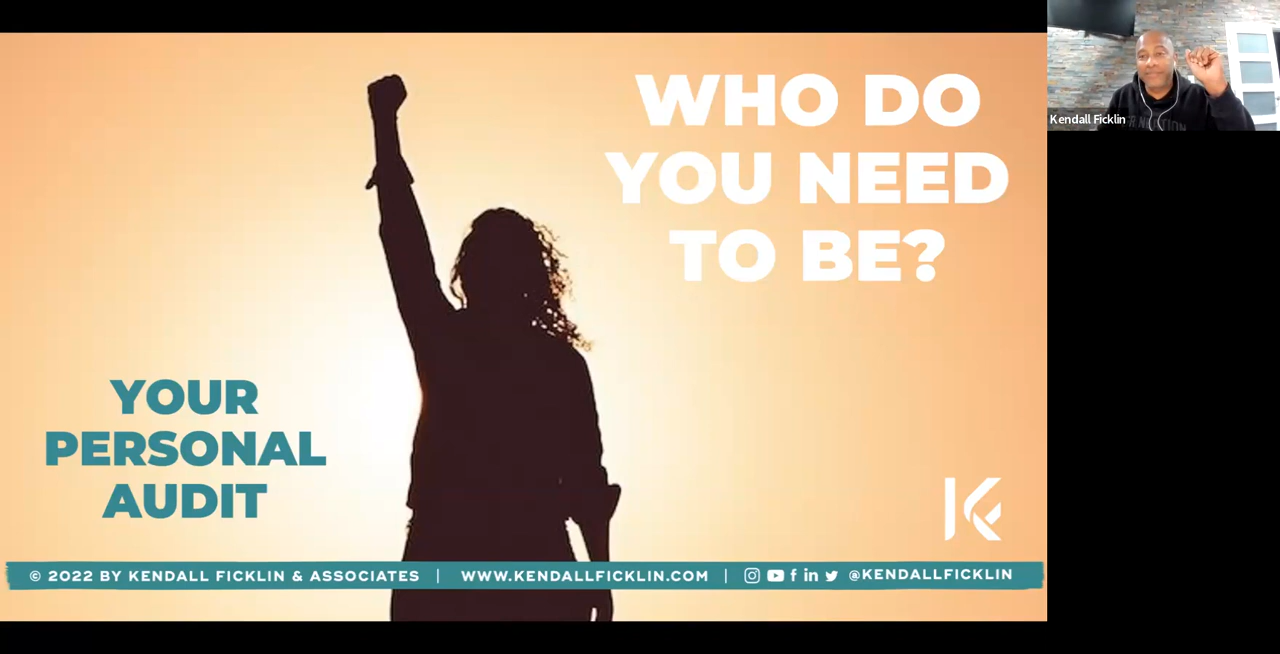 WHO DO
YOU NEED
TO BE?
YOUR
PERSONAL
AUDIT
© 2022 BY KENDALL FICKLIN & ASSOCIATES | WWW.KENDALLFICKLIN.COM | @KENDALLFICKLIN
Kendall Ficklin